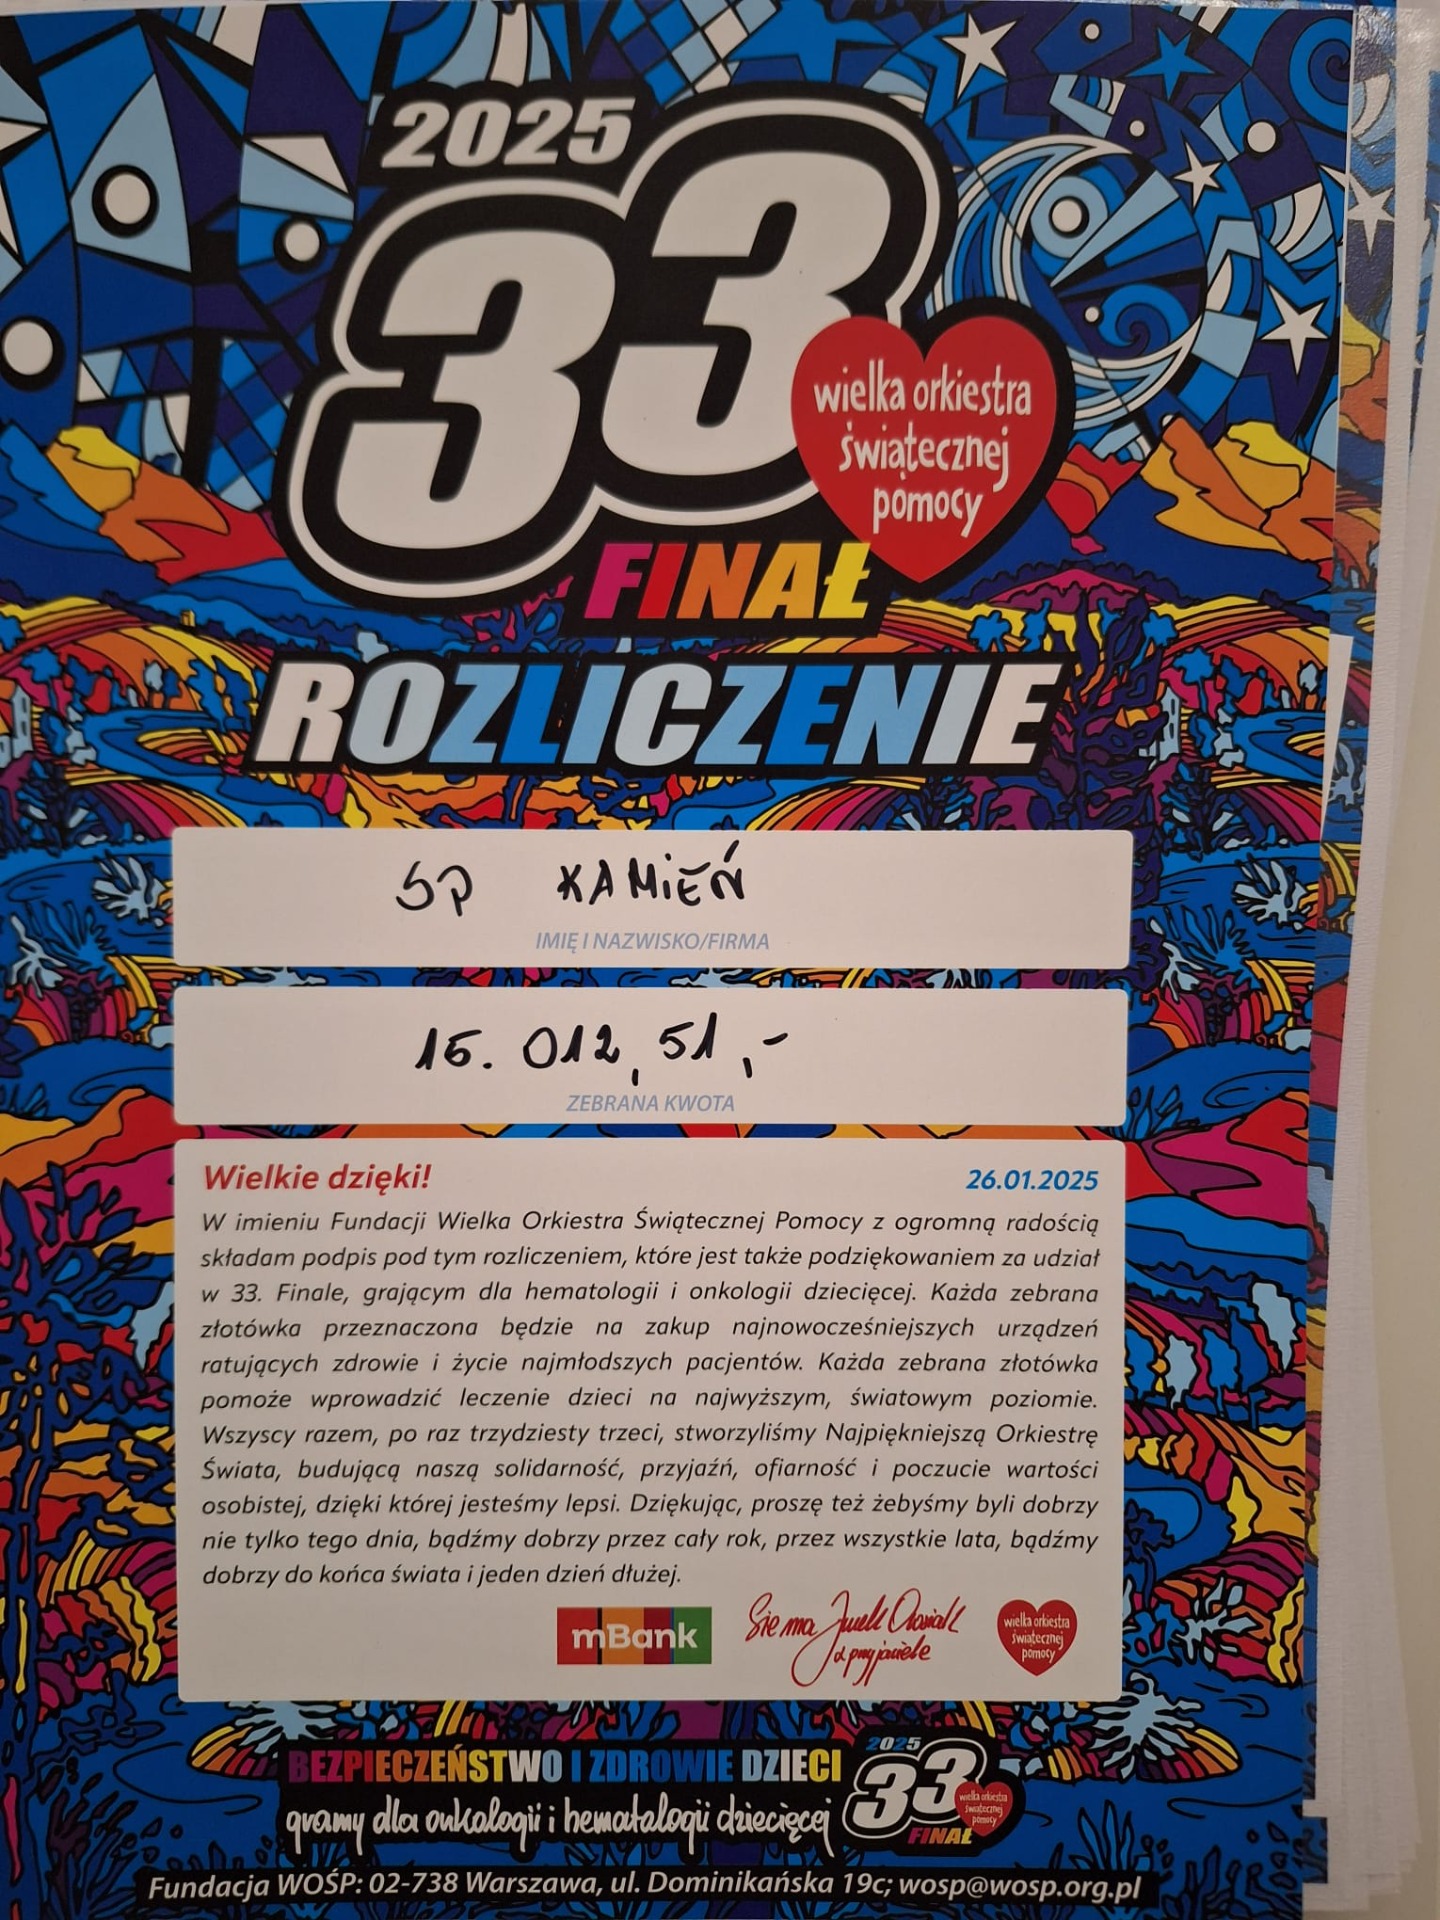 2025
33
wielka orkiestra
świątecznej
pomocy
FINAŁ
ROZLICZENIE
SP KAMIEŃ
IMIĘ I NAZWISKO/FIRMA
15.012,51,-
ZEBRANA KWOTA
Wielkie dzięki! 26.01.2025
W imieniu Fundacji Wielka Orkiestra Świątecznej Pomocy z ogromną radością
składam podpis pod tym rozliczeniem, które jest także podziękowaniem za udział
w 33. Finale, grającym dla hematologii i onkologii dziecięcej. Każda zebrana
złotówka przeznaczona będzie na zakup najnowocześniejszych urządzeń
ratujących zdrowie i życie najmłodszych pacjentów. Każda zebrana złotówka
pomoże wprowadzić leczenie dzieci na najwyższym, światowym poziomie.
Wszyscy razem, po raz trzydziesty trzeci, stworzyliśmy Najpiękniejszą Orkiestrę
Świata, budującą naszą solidarność, przyjaźń, ofiarność i poczucie wartości
osobistej, dzięki której jesteśmy lepsi. Dziękując, proszę też żebyśmy byli dobrzy
nie tylko tego dnia, bądźmy dobrzy przez cały rok, przez wszystkie lata, bądźmy
dobrzy do końca świata i jeden dzień dłużej.
mBank
Sie ma Jurek Owsiak
z przyjaciele
wielka orkiestra
świątecznej
pomocy
BEZPIECZEŃSTWO I ZDROWIE DZIECI
gramy dla onkologii i hematologii dziecięcej
2025
33
wielka orkiestra
świątecznej
pomocy
FINAŁ
Fundacja WOŚP: 02-738 Warszawa, ul. Dominikańska 19c; wosp@wosp.org.pl